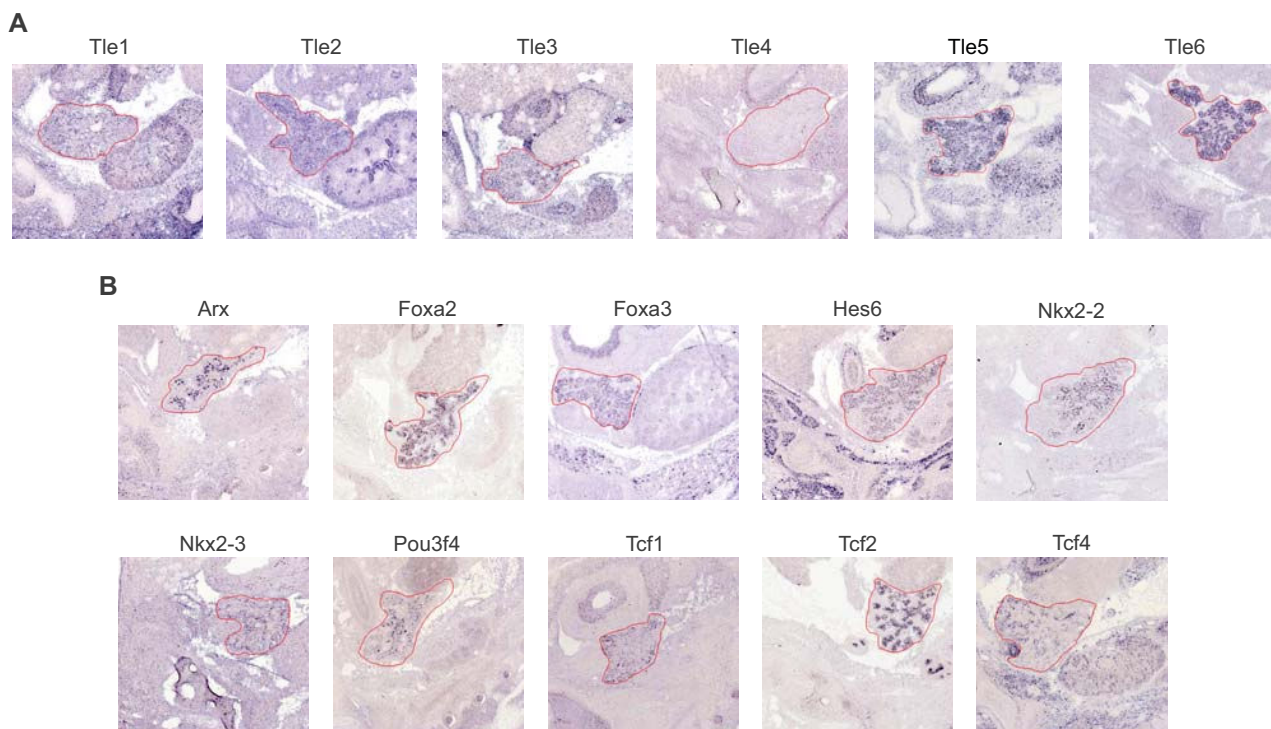 A
Tle1 Tle2 Tle3 Tle4 Tle5 Tle6
B
Arx Foxa2 Foxa3 Hes6 Nkx2-2
Nkx2-3 Pou3f4 Tcf1 Tcf2 Tcf4